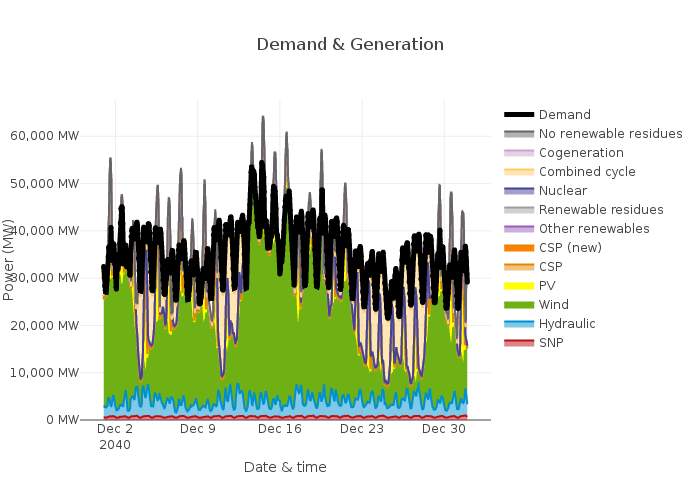 Demand & Generation
60,000 MW
50,000 MW
40,000 MW
30,000 MW
20,000 MW
10,000 MW
0 MW
Power (MW)
Dec 2
2040
Dec 9
Dec 16
Dec 23
Dec 30
Date & time
Demand
No renewable residues
Cogeneration
Combined cycle
Nuclear
Renewable residues
Other renewables
CSP (new)
CSP
PV
Wind
Hydraulic
SNP